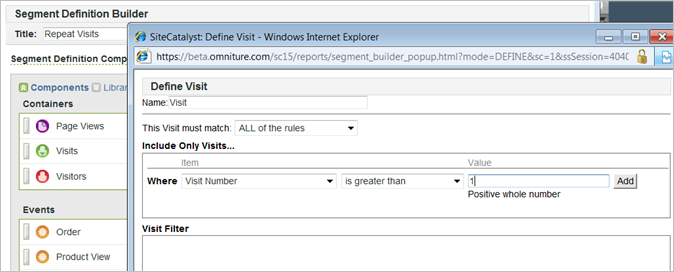 Segment Definition Builder
Title: Repeat Visits
Segment Definition Comp
Components Librar
Containers
Page Views
Visits
Visitors
Events
Order
Product View
SiteCatalyst: Define Visit - Windows Internet Explorer
https://beta.omniture.com/sc15/reports/segment_builder_popup.html?mode=DEFINE&sc=1&ssSession=4040
Define Visit
Name: Visit
This Visit must match: ALL of the rules
Include Only Visits...
Item Value
Where Visit Number is greater than 1 Add
Positive whole number
Visit Filter